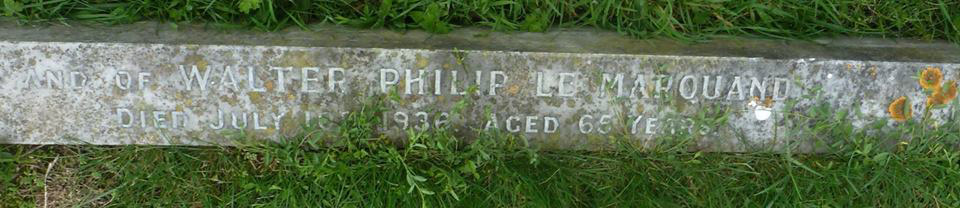 AND OF WALTER PHILIP LE MARQUAND
DIED JULY 1936 AGED 65 YEARS